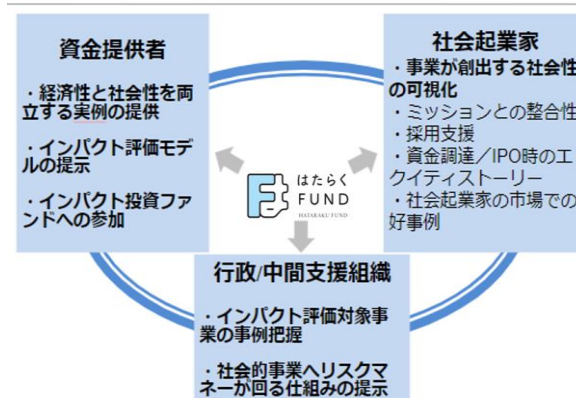 資金提供者
・経済性と社会性を両
立する実例の提供
・インパクト評価モデ
ルの提示
・インパクト投資ファ
ンドへの参加
社会起業家
・事業が創出する社会性
の可視化
・ミッションとの整合性
・採用支援
・資金調達／IPO時のエ
クイティストーリー
・社会起業家の市場での
好事例
はたらく
FUND
HATARAKU FUND
行政/中間支援組織
・インパクト評価対象事
業の事例把握
・社会的事業へリスクマ
ネーが回る仕組みの提示